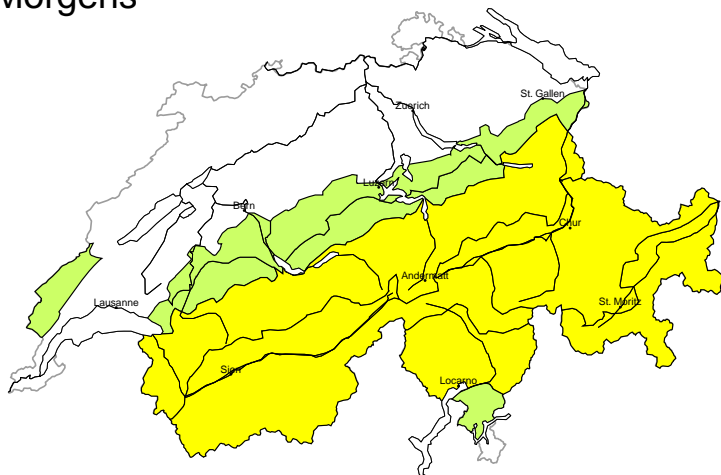 Morgens
St. Gallen
Zuerich
Luzern
Bern
Chur
Andermatt
Lausanne
St. Moritz
Sion
Locarno